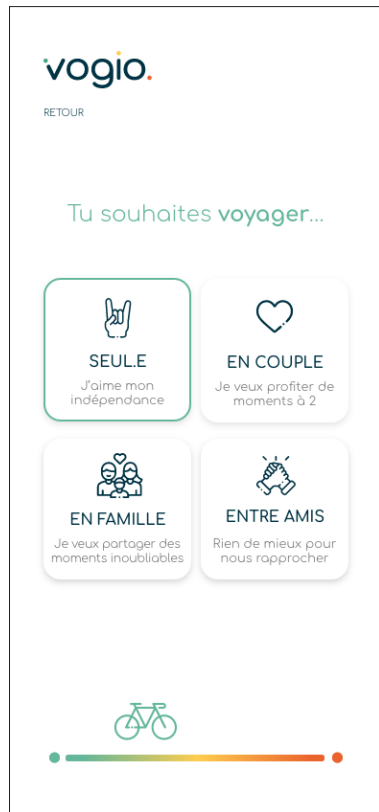 vogio.
RETOUR
Tu souhaites voyager...
SEUL.E
J'aime mon
indépendance
EN COUPLE
Je veux profiter de
moments à 2
EN FAMILLE
Je veux partager des
moments inoubliables
ENTRE AMIS
Rien de mieux pour
nous rapprocher